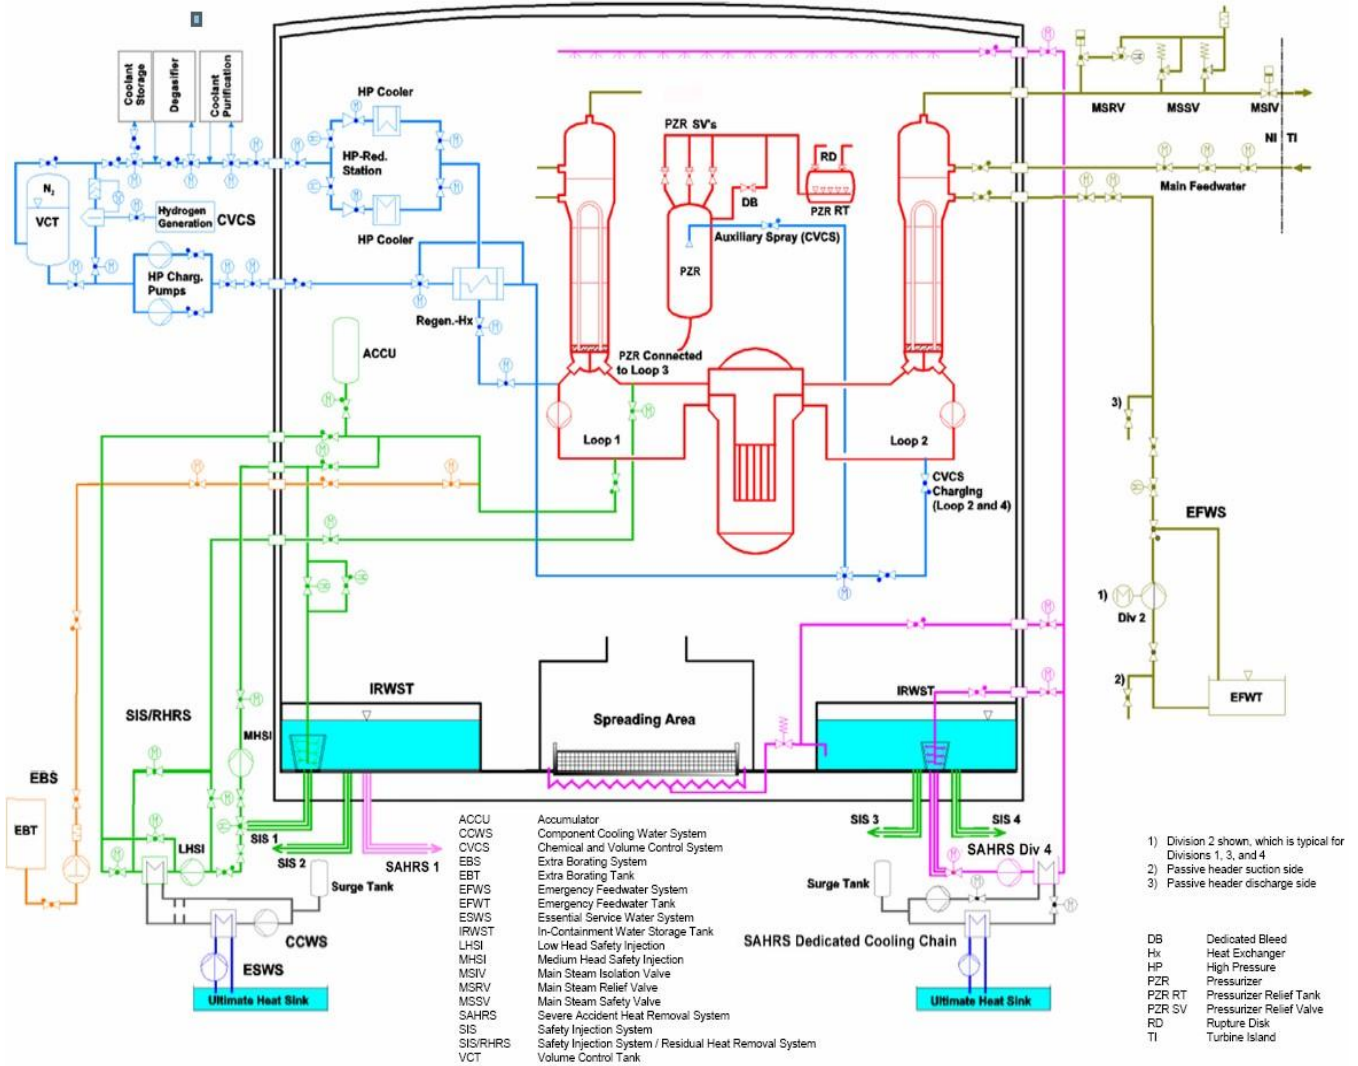 Coolant
Storage
Degasifier
Coolant
Purification
HP Cooler
HP-Red.
Station
HP Cooler
N2
VCT
Hydrogen
Generation
CVCS
HP Charg.
Pumps
Regen.-Hx
ACCU
PZR SV's
RD
DB
PZR RT
Auxiliary Spray (CVCS)
PZR
PZR Connected
to Loop 3
Loop 1
Loop 2
CVCS
Charging
(Loop 2 and 4)
MSRV
MSSV
MSIV
NI
TI
Main Feedwater
3)
EFWS
1)
Div 2
2)
EFWT
IRWST
Spreading Area
IRWST
SIS/RHRS
MHSI
EBS
EBT
LHSI
SIS 1
SIS 2
SAHRS 1
SIS 3
SIS 4
SAHRS Div 4
Surge Tank
CCWS
ESWS
Ultimate Heat Sink
Surge Tank
SAHRS Dedicated Cooling Chain
Ultimate Heat Sink
ACCU Accumulator
CCWS Component Cooling Water System
CVCS Chemical and Volume Control System
EBS Extra Borating System
EBT Extra Borating Tank
EFWS Emergency Feedwater System
EFWT Emergency Feedwater Tank
ESWS Essential Service Water System
IRWST In-Containment Water Storage Tank
LHSI Low Head Safety Injection
MHSI Medium Head Safety Injection
MSIV Main Steam Isolation Valve
MSRV Main Steam Relief Valve
MSSV Main Steam Safety Valve
SAHRS Severe Accident Heat Removal System
SIS Safety Injection System
SIS/RHRS Safety Injection System / Residual Heat Removal System
VCT Volume Control Tank
1) Division 2 shown, which is typical for
Divisions 1, 3, and 4
2) Passive header suction side
3) Passive header discharge side
DB Dedicated Bleed
Hx Heat Exchanger
HP High Pressure
PZR Pressurizer
PZR RT Pressurizer Relief Tank
PZR SV Pressurizer Relief Valve
RD Rupture Disk
TI Turbine Island